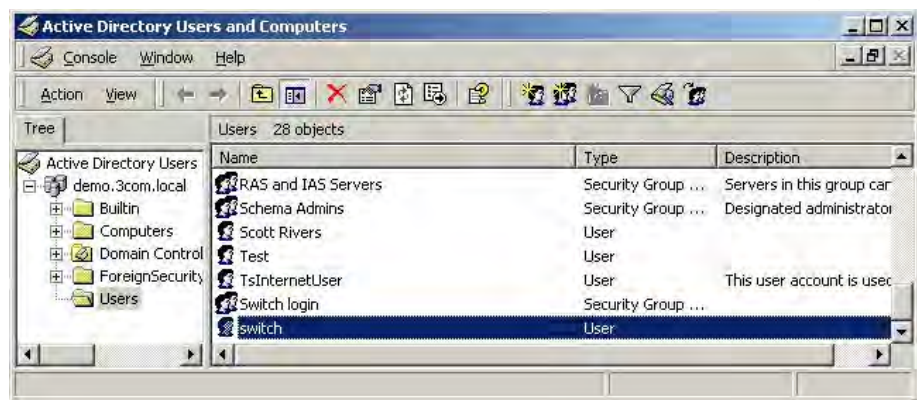 Active Directory Users and Computers
Console Window Help
Action View
Tree
Users 28 objects
Active Directory Users
demo.3com.local
Builtin
Computers
Domain Control
ForeignSecurity
Users
Name Type Description
RAS and IAS Servers Security Group ... Servers in this group can
Schema Admins Security Group ... Designated administrator
Scott Rivers User
Test User
TsInternetUser User This user account is used
Switch login Security Group ...
switch User